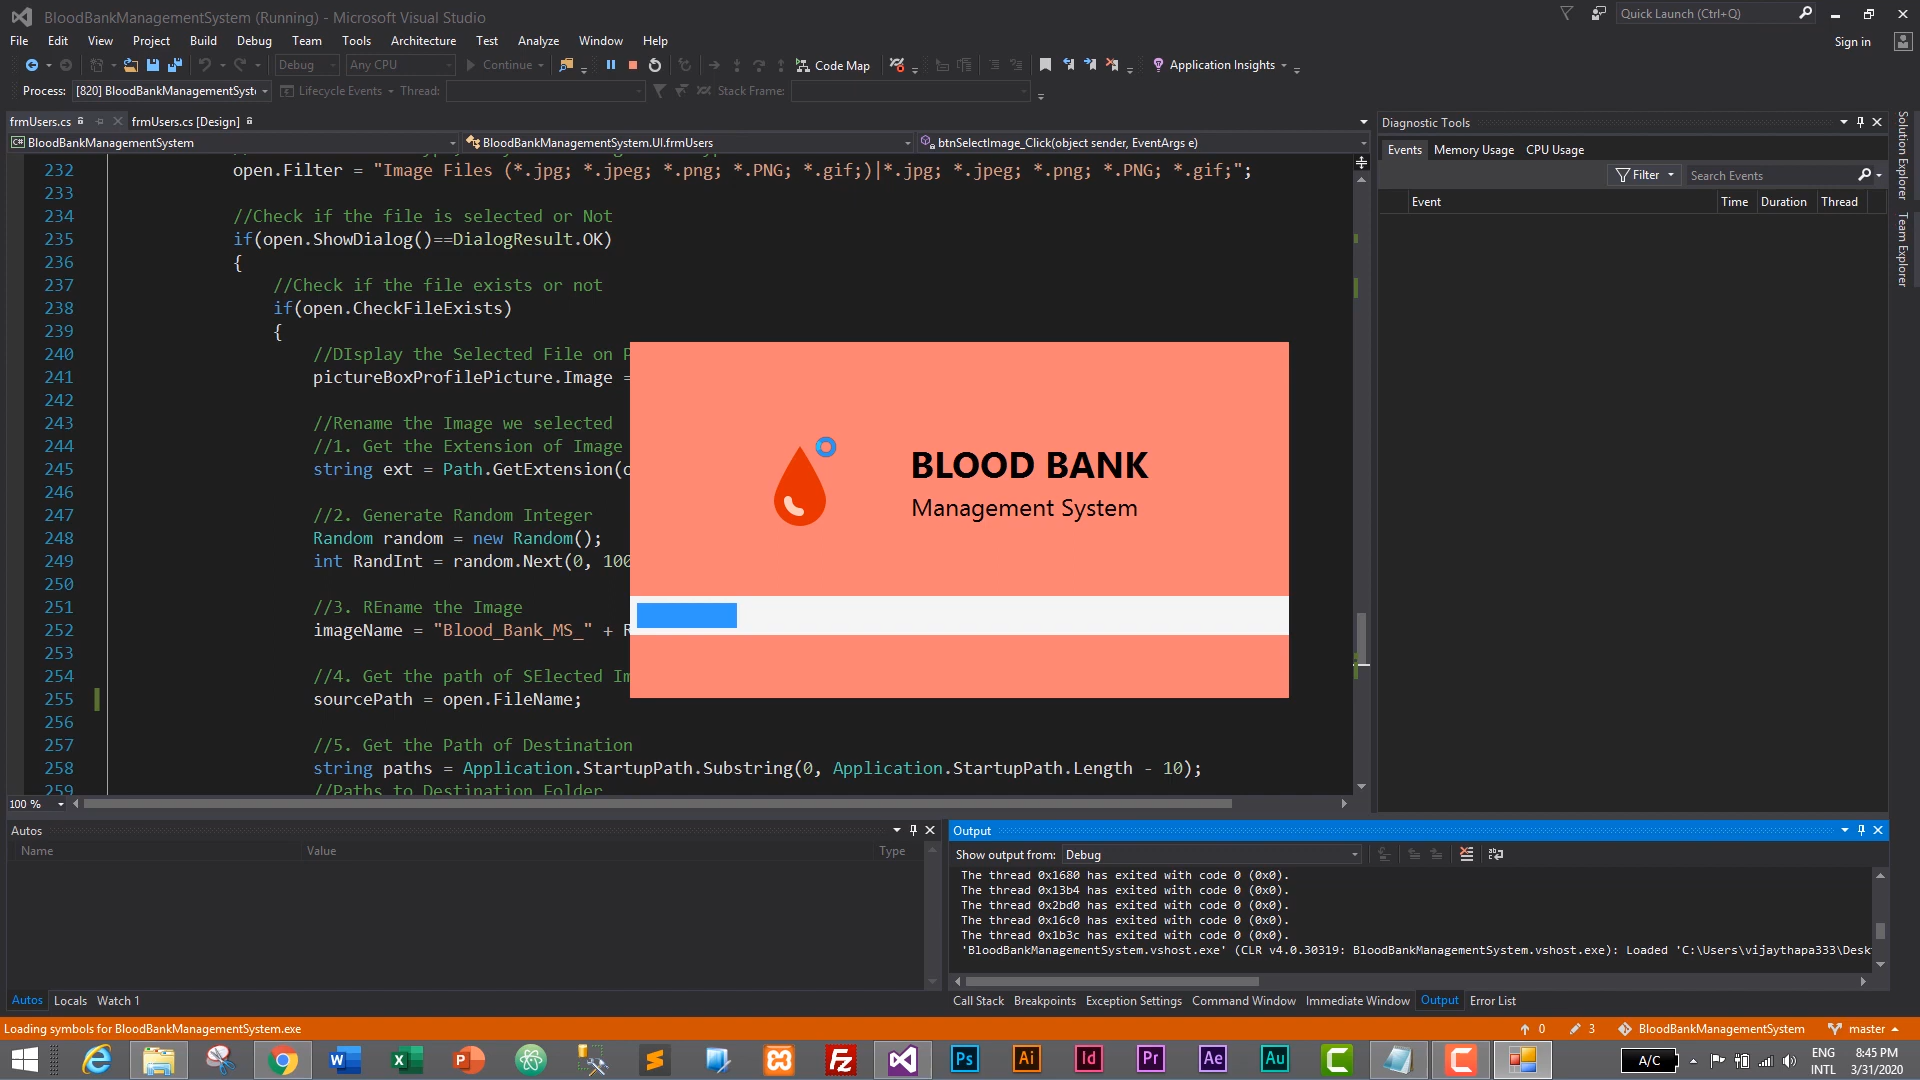 BloodBankManagementSystem (Running) - Microsoft Visual Studio
Quick Launch (Ctrl+Q)
File Edit View Project Build Debug Team Tools Architecture Test Analyze Window Help
Sign in
Debug Any CPU Continue Code Map Application Insights
Process: [820] BloodBankManagementSyst Lifecycle Events Thread: Stack Frame:
frmUsers.cs frmUsers.cs [Design]
BloodBankManagementSystem BloodBankManagementSystem.UI.frmUsers btnSelectImage_Click(object sender, EventArgs e)
232 open.Filter = "Image Files (*.jpg; *.jpeg; *.png; *.PNG; *.gif;)|*.jpg; *.jpeg; *.png; *.PNG; *.gif;";
233
234 //Check if the file is selected or Not
235 if(open.ShowDialog()==DialogResult.OK)
236 {
237 //Check if the file exists or not
238 if(open.CheckFileExists)
239 {
240 //DIsplay the Selected File on P
241 pictureBoxProfilePicture.Image =
242
243 //Rename the Image we selected
244 //1. Get the Extension of Image
245 string ext = Path.GetExtension(
246
247 //2. Generate Random Integer
248 Random random = new Random();
249 int RandInt = random.Next(0, 100
250
251 //3. REname the Image
252 imageName = "Blood_Bank_MS_" + R
253
254 //4. Get the path of SElected Im
255 sourcePath = open.FileName;
256
257 //5. Get the Path of Destination
258 string paths = Application.StartupPath.Substring(0, Application.StartupPath.Length - 10);
259 //Paths to Destination Folder
BLOOD BANK
Management System
100 %
Diagnostic Tools
Events Memory Usage CPU Usage
Filter Search Events
Event Time Duration Thread
Solution Explorer
Team Explorer
Autos
Name Value Type
Autos Locals Watch 1
Output
Show output from: Debug
The thread 0x1680 has exited with code 0 (0x0).
The thread 0x13b4 has exited with code 0 (0x0).
The thread 0x2bd0 has exited with code 0 (0x0).
The thread 0x16c0 has exited with code 0 (0x0).
The thread 0x1b3c has exited with code 0 (0x0).
'BloodBankManagementSystem.vshost.exe' (CLR v4.0.30319: BloodBankManagementSystem.vshost.exe): Loaded 'C:\Users\vijaythapa333\Desk
Call Stack Breakpoints Exception Settings Command Window Immediate Window Output Error List
Loading symbols for BloodBankManagementSystem.exe
0 3 BloodBankManagementSystem master
Ps Ai Id Pr Ae Au
A/C
ENG
INTL
8:45 PM
3/31/2020